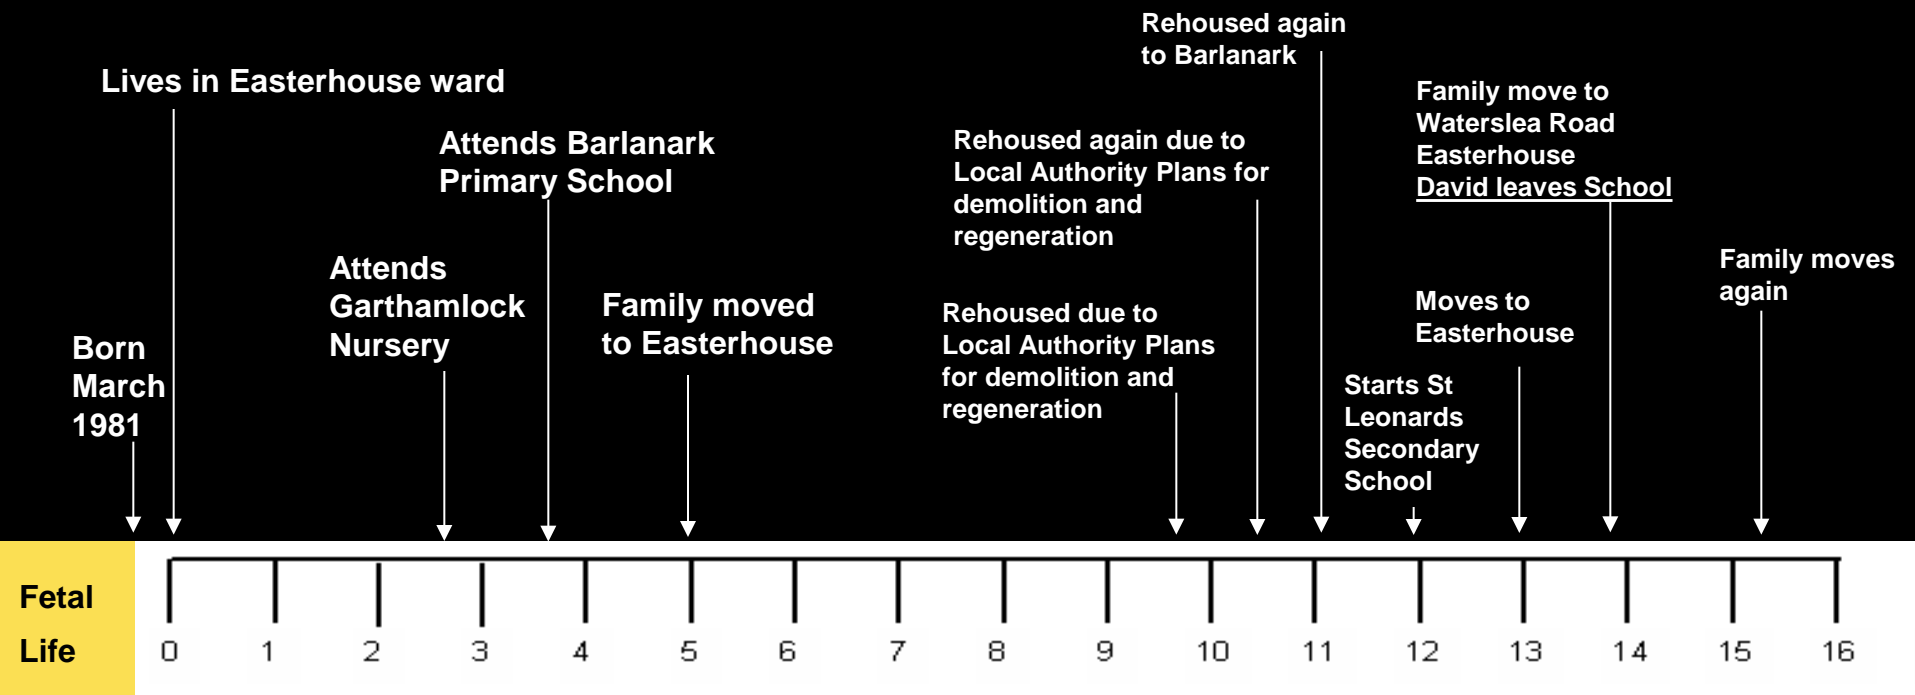 Lives in Easterhouse ward
Born
March
1981
Attends
Garthamlock
Nursery
Attends Barlanark
Primary School
Family moved
to Easterhouse
Rehoused due to
Local Authority Plans
for demolition and
regeneration
Rehoused again due to
Local Authority Plans for
demolition and
regeneration
Rehoused again
to Barlanark
Starts St
Leonards
Secondary
School
Moves to
Easterhouse
Family move to
Waterslea Road
Easterhouse
David leaves School
Family moves
again
Fetal
Life
0 1 2 3 4 5 6 7 8 9 10 11 12 13 14 15 16